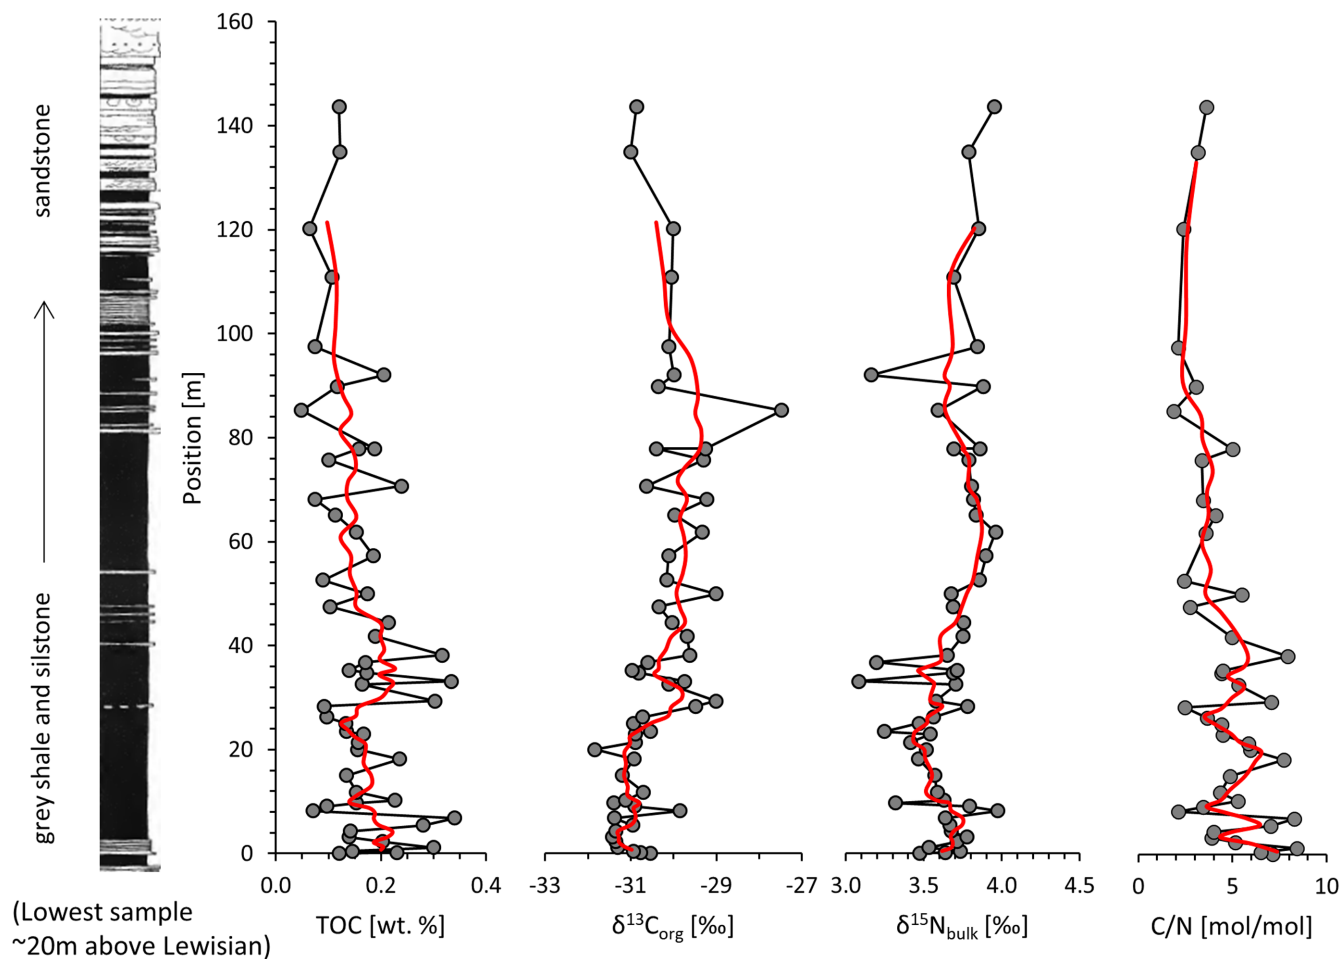 sandstone
grey shale and silstone
(Lowest sample
~20m above Lewisian)
Position [m]
160
140
120
100
80
60
40
20
0
0.0 0.2 0.4
TOC [wt. %]
-33 -31 -29 -27
δ¹³Corg [‰]
3.0 3.5 4.0 4.5
δ¹⁵Nbulk [‰]
0 5 10
C/N [mol/mol]